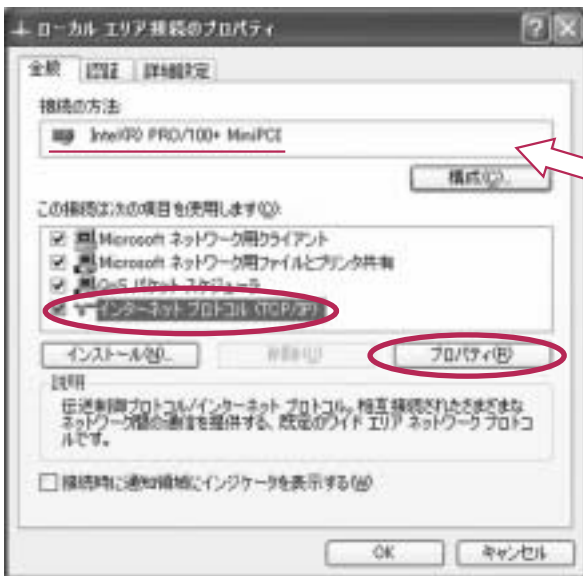 ローカル エリア接続のプロパティ
全般 認証 詳細設定
接続の方法:
Intel(R) PRO/100+ MiniPCI
構成(C)...
この接続は次の項目を使用します(O):
Microsoft ネットワーク用クライアント
Microsoft ネットワーク用ファイルとプリンタ共有
QoS パケット スケジューラ
インターネット プロトコル (TCP/IP)
インストール(N)... 削除(U) プロパティ(R)
説明
伝送制御プロトコル/インターネット プロトコル。相互接続されたさまざまな
ネットワーク間の通信を提供する、既定のワイド エリア ネットワーク プロトコ
ルです。
接続時に通知領域にインジケータを表示する(W)
OK キャンセル